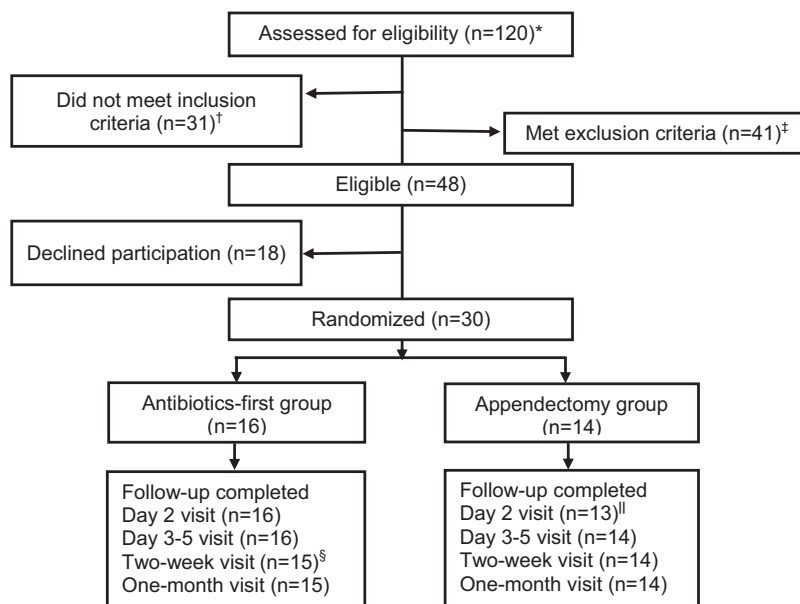 Assessed for eligibility (n=120)*
Did not meet inclusion
criteria (n=31)†
Met exclusion criteria (n=41)‡
Eligible (n=48)
Declined participation (n=18)
Randomized (n=30)
Antibiotics-first group
(n=16)
Appendectomy group
(n=14)
Follow-up completed
Day 2 visit (n=16)
Day 3-5 visit (n=16)
Two-week visit (n=15)§
One-month visit (n=15)
Follow-up completed
Day 2 visit (n=13)||
Day 3-5 visit (n=14)
Two-week visit (n=14)
One-month visit (n=14)